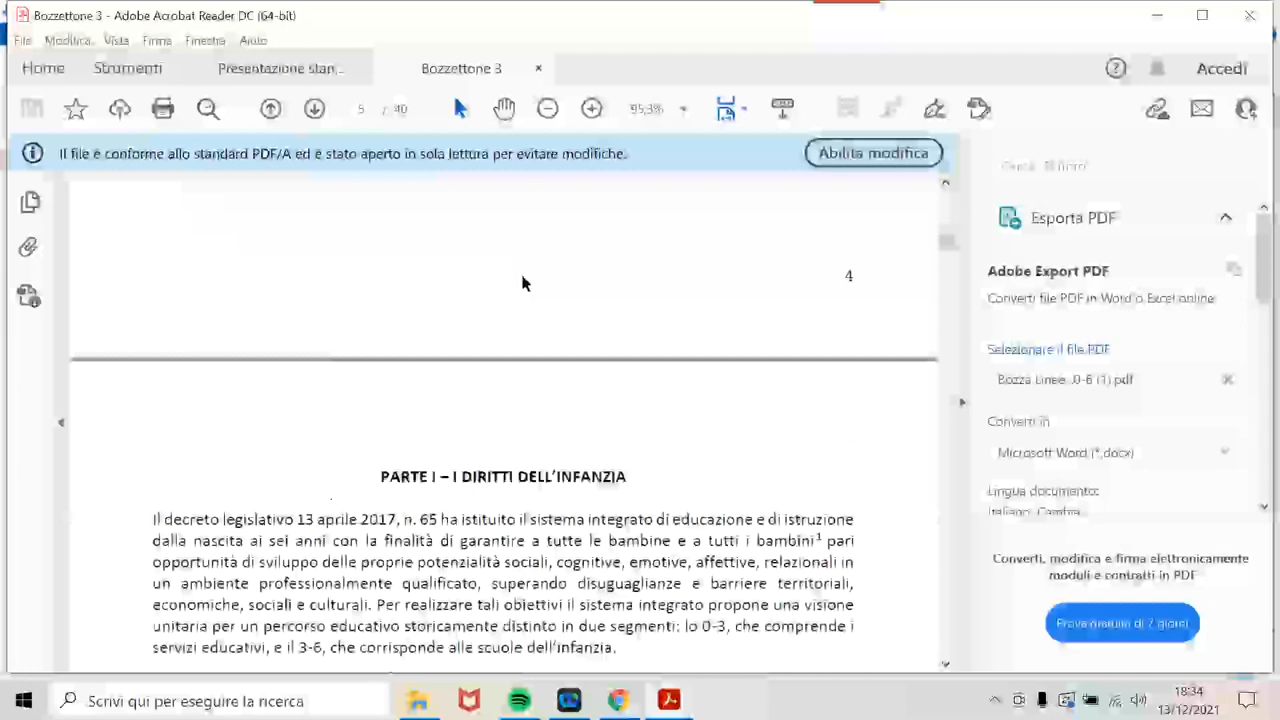 Bozzettone 3 - Adobe Acrobat Reader DC (64-bit)
File Modifica Vista Firma Finestra Aiuto
Home Strumenti Presentazione stan... Bozzettone 3 × Accedi
5 / 40 95,3%
Il file è conforme allo standard PDF/A ed è stato aperto in sola lettura per evitare modifiche. Abilita modifica
Esporta PDF
4
Adobe Export PDF
Converti file PDF in Word o Excel online
Selezionare il file PDF
Bozza Linee ..0-6 (1).pdf
Converti in
Microsoft Word (*.docx)
Lingua documento:
Italiano Cambia
PARTE I – I DIRITTI DELL’INFANZIA
Il decreto legislativo 13 aprile 2017, n. 65 ha istituito il sistema integrato di educazione e di istruzione
dalla nascita ai sei anni con la finalità di garantire a tutte le bambine e a tutti i bambini¹ pari
opportunità di sviluppo delle proprie potenzialità sociali, cognitive, emotive, affettive, relazionali in
un ambiente professionalmente qualificato, superando disuguaglianze e barriere territoriali,
economiche, sociali e culturali. Per realizzare tali obiettivi il sistema integrato propone una visione
unitaria per un percorso educativo storicamente distinto in due segmenti: lo 0-3, che comprende i
servizi educativi, e il 3-6, che corrisponde alle scuole dell’infanzia.
Converti, modifica e firma elettronicamente
moduli e contratti in PDF
Prova gratuita di 7 giorni
Scrivi qui per eseguire la ricerca
18:34
13/12/2021